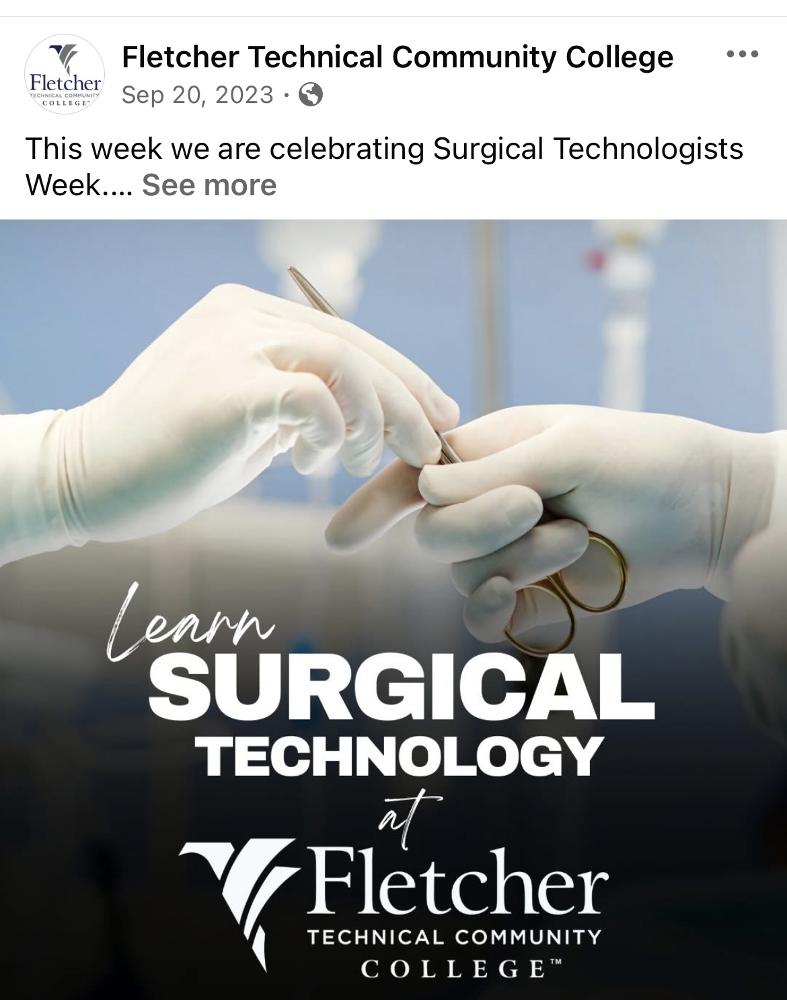 Fletcher
TECHNICAL COMMUNITY
COLLEGE
Fletcher Technical Community College
Sep 20, 2023 ·
This week we are celebrating Surgical Technologists
Week.... See more
Learn
SURGICAL
TECHNOLOGY
at
Fletcher
TECHNICAL COMMUNITY
COLLEGE™